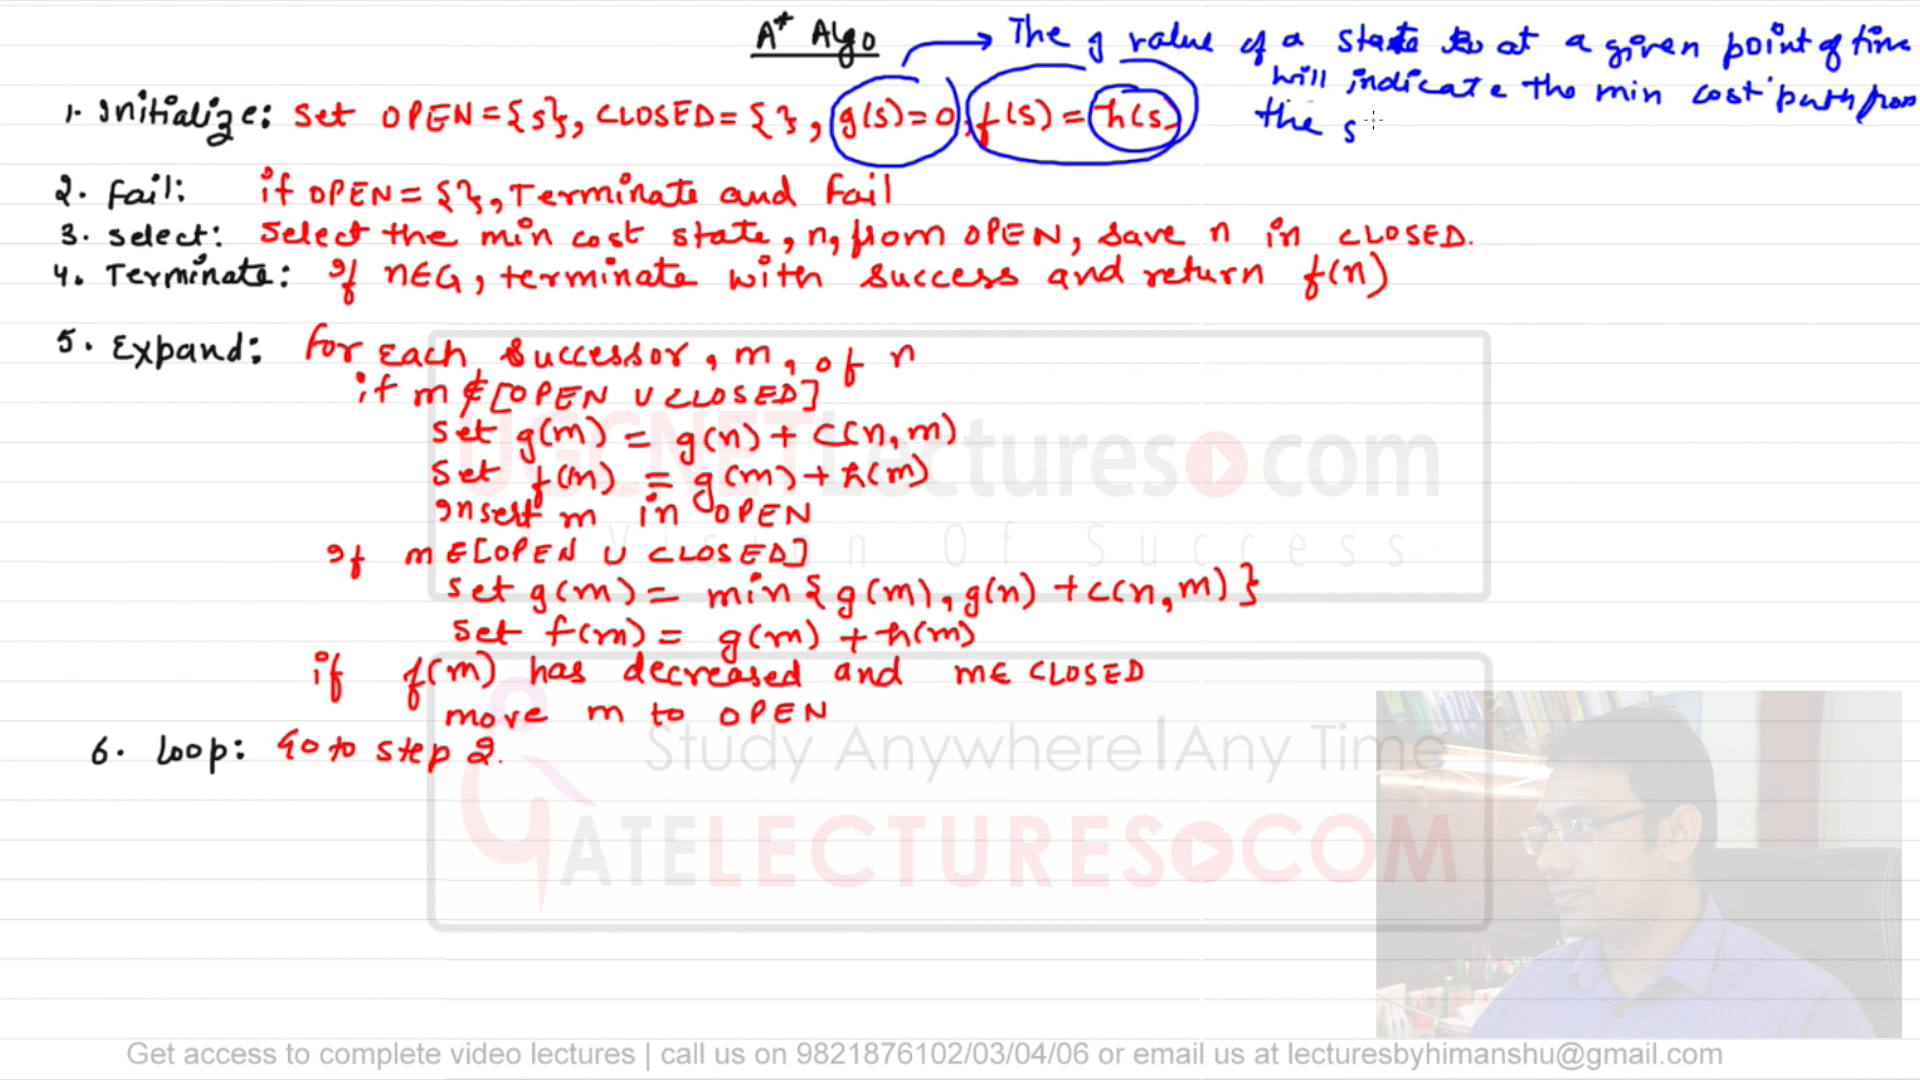 A* Algo
The g value of a state at a given point of time
will indicate the min cost path from
the s
1. Initialize: Set OPEN={s}, CLOSED={}, g(s)=0, f(s)=h(s)
2. Fail: if OPEN={}, Terminate and Fail
3. Select: Select the min cost state, n, from OPEN, save n in CLOSED.
4. Terminate: If n∈G, terminate with success and return f(n)
5. Expand: For each successor, m, of n
if m ∉[OPEN ∪ CLOSED]
set g(m) = g(n) + C(n,m)
set f(m) = g(m) + h(m)
Insert m in OPEN
If m ∈[OPEN ∪ CLOSED]
set g(m) = min{g(m), g(n) + C(n,m)}
set f(m) = g(m) + h(m)
if f(m) has decreased and m∈ CLOSED
move m to OPEN
6. Loop: Go to step 2.
UGCNETLectures.com
Vision Of Success
Study Anywhere|Any Time
GATELECTURES.COM
Get access to complete video lectures | call us on 9821876102/03/04/06 or email us at lecturesbyhimanshu@gmail.com